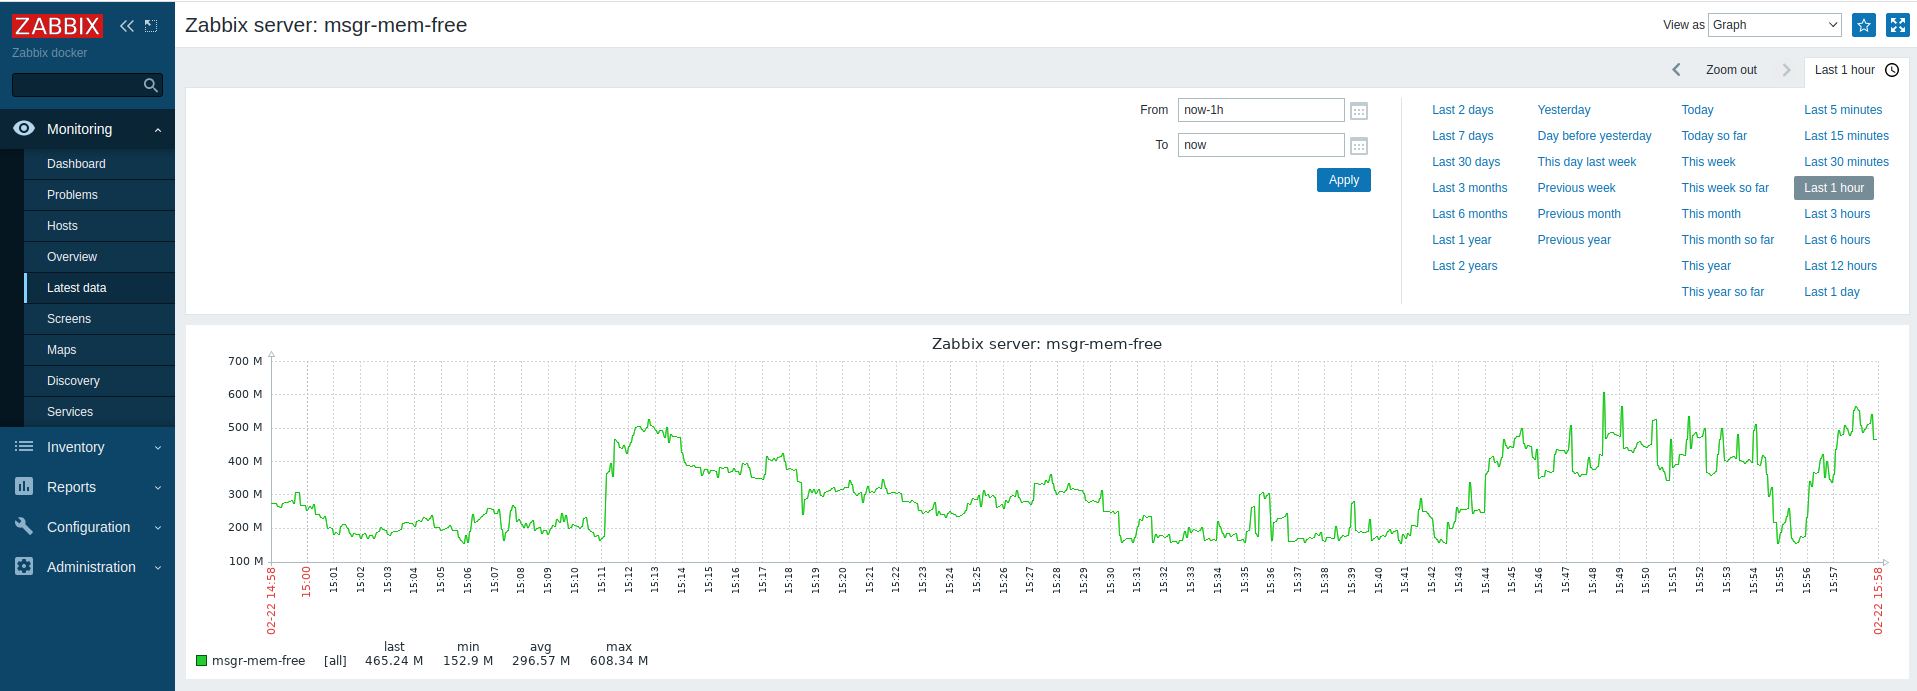 ZABBIX
Zabbix docker
Monitoring
Dashboard
Problems
Hosts
Overview
Latest data
Screens
Maps
Discovery
Services
Inventory
Reports
Configuration
Administration
Zabbix server: msgr-mem-free
View as Graph
Zoom out
Last 1 hour
From now-1h
To now
Apply
Last 2 days Yesterday Today Last 5 minutes
Last 7 days Day before yesterday Today so far Last 15 minutes
Last 30 days This day last week This week Last 30 minutes
Last 3 months Previous week This week so far Last 1 hour
Last 6 months Previous month This month Last 3 hours
Last 1 year Previous year This month so far Last 6 hours
Last 2 years This year Last 12 hours
This year so far Last 1 day
Zabbix server: msgr-mem-free
700 M
600 M
500 M
400 M
300 M
200 M
100 M
02-22 14:58 15:00 15:01 15:02 15:03 15:04 15:05 15:06 15:07 15:08 15:09 15:10 15:11 15:12 15:13 15:14 15:15 15:16 15:17 15:18 15:19 15:20 15:21 15:22 15:23 15:24 15:25 15:26 15:27 15:28 15:29 15:30 15:31 15:32 15:33 15:34 15:35 15:36 15:37 15:38 15:39 15:40 15:41 15:42 15:43 15:44 15:45 15:46 15:47 15:48 15:49 15:50 15:51 15:52 15:53 15:54 15:55 15:56 15:57 02-22 15:58
last min avg max
msgr-mem-free [all] 465.24 M 152.9 M 296.57 M 608.34 M